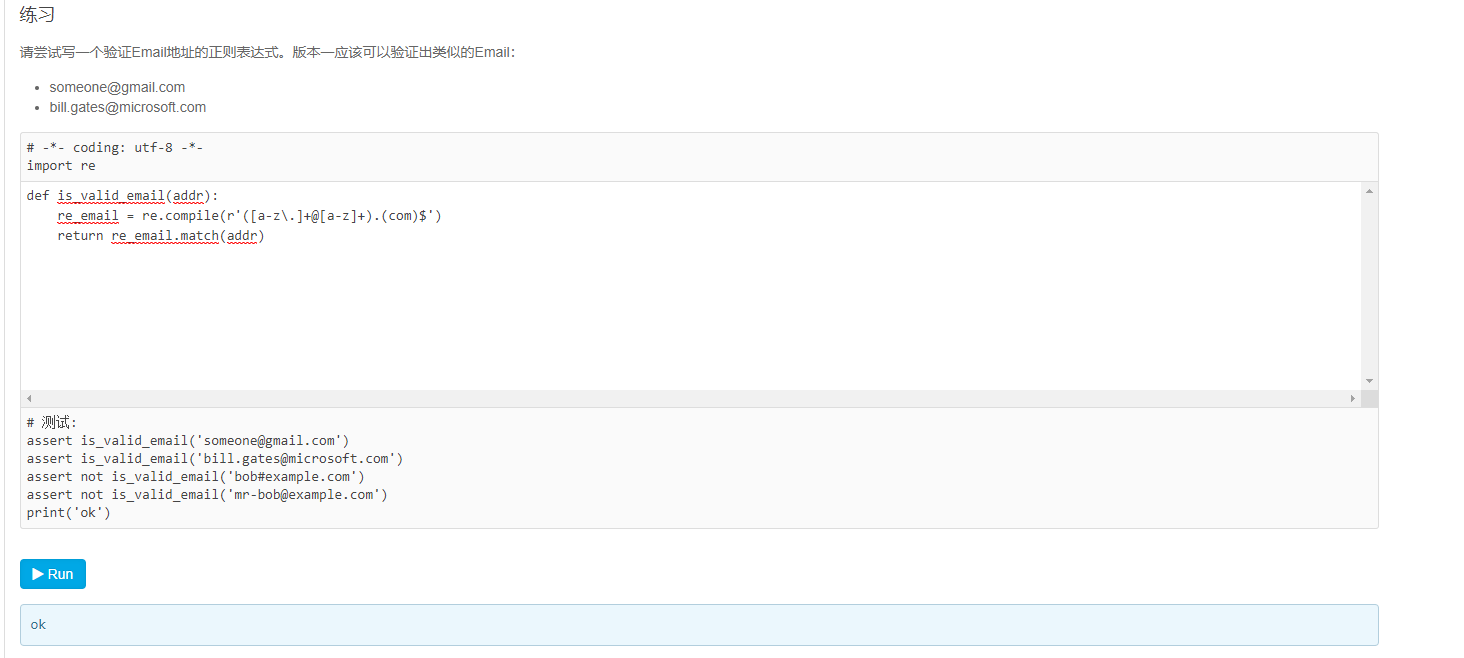 练习
请尝试写一个验证Email地址的正则表达式。版本一应该可以验证出类似的Email：
• someone@gmail.com
• bill.gates@microsoft.com
# -*- coding: utf-8 -*-
import re
def is_valid_email(addr):
    re_email = re.compile(r'([a-z\.]+@[a-z]+).(com)$')
    return re_email.match(addr)
# 测试:
assert is_valid_email('someone@gmail.com')
assert is_valid_email('bill.gates@microsoft.com')
assert not is_valid_email('bob#example.com')
assert not is_valid_email('mr-bob@example.com')
print('ok')
Run
ok